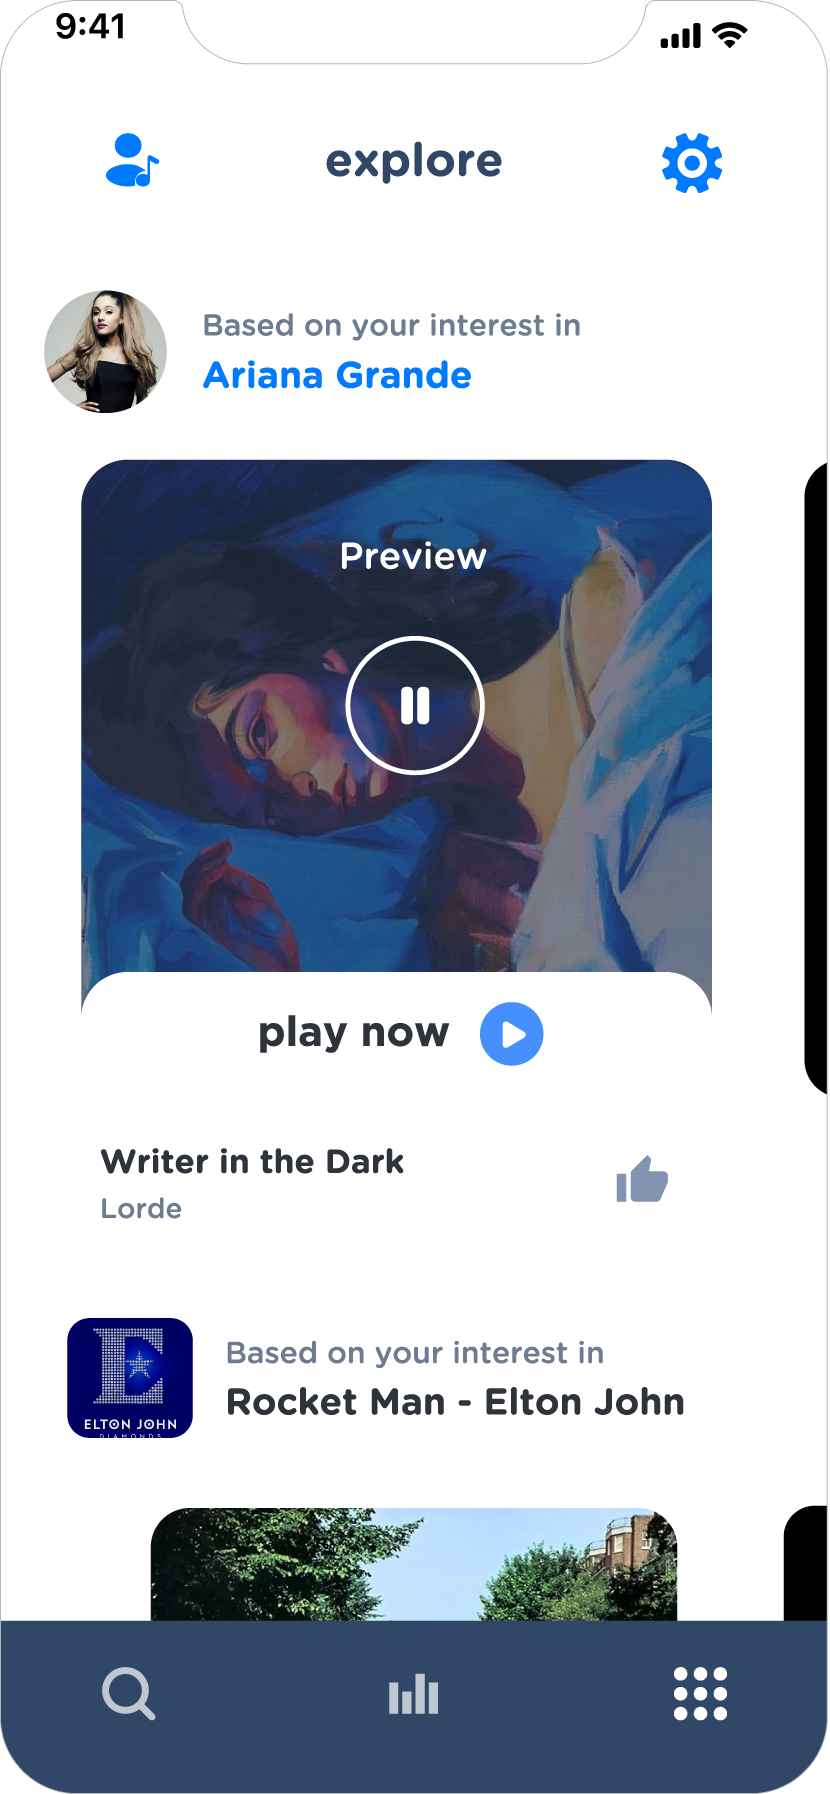 9:41
explore
Based on your interest in
Ariana Grande
Preview
play now
Writer in the Dark
Lorde
E
ELTON JOHN
DIAMONDS
Based on your interest in
Rocket Man - Elton John